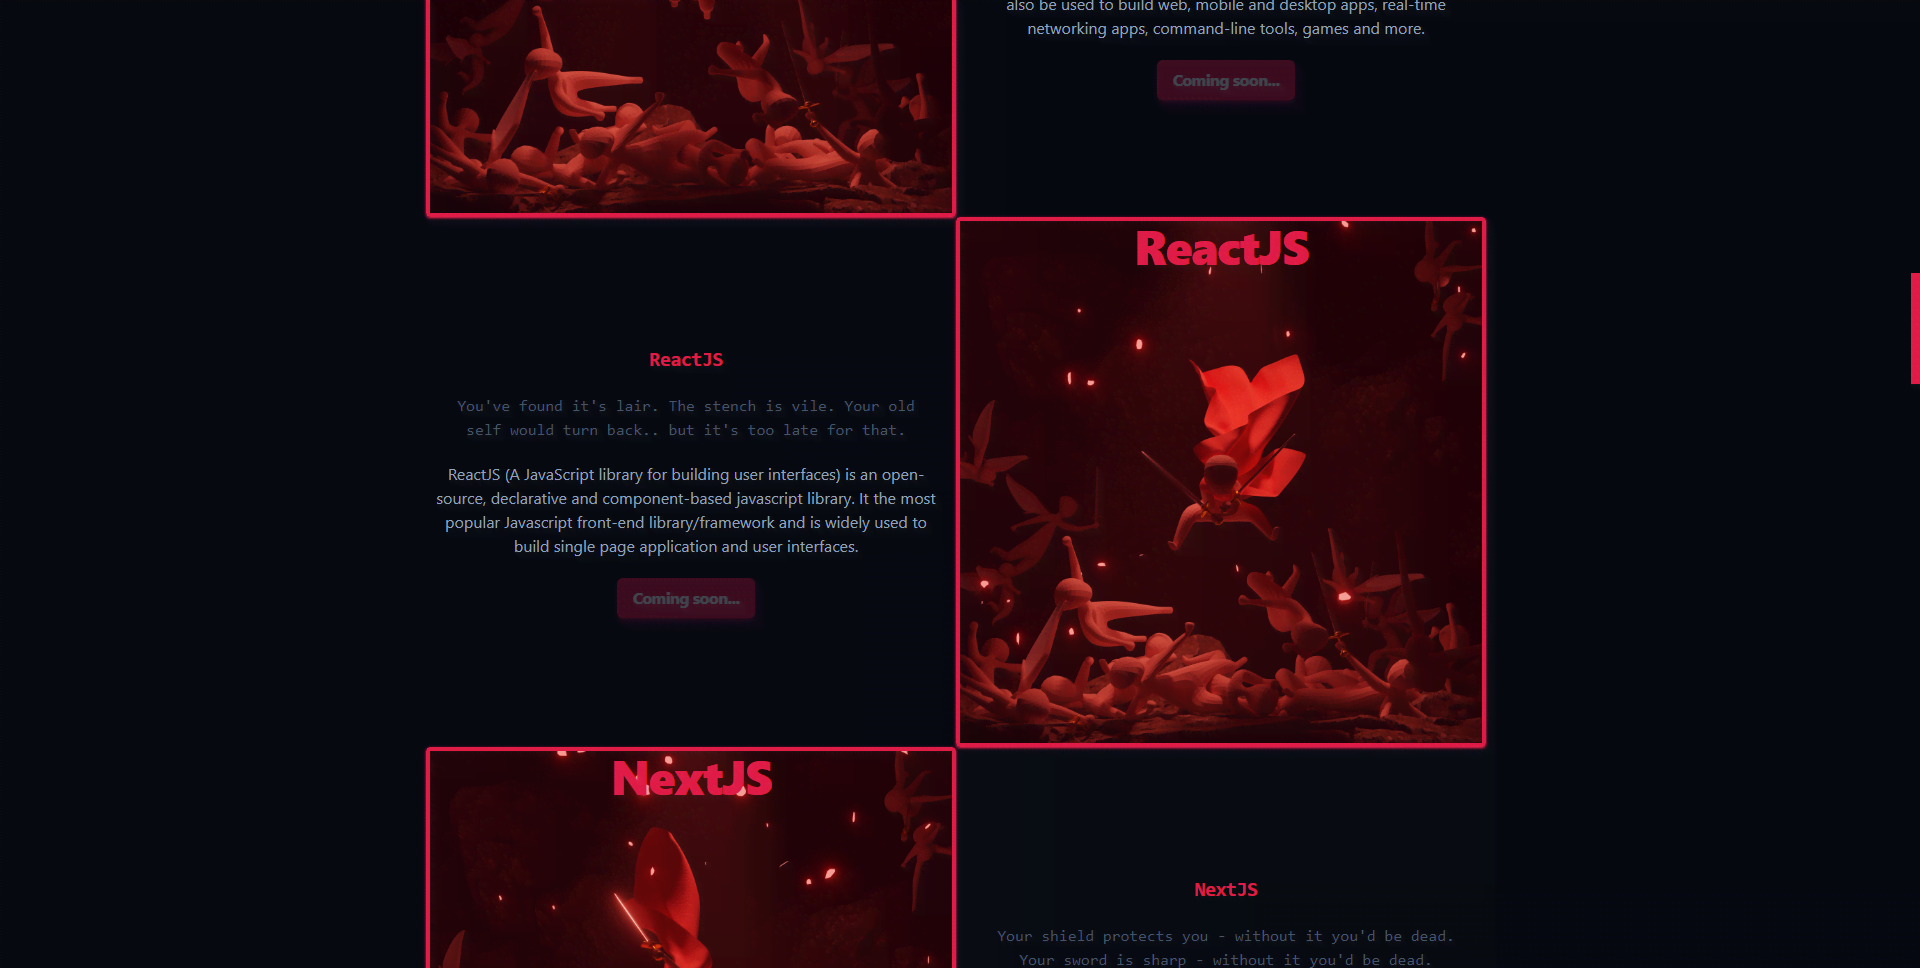 also be used to build web, mobile and desktop apps, real-time
networking apps, command-line tools, games and more.
Coming soon...
ReactJS
ReactJS
You've found it's lair. The stench is vile. Your old
self would turn back.. but it's too late for that.
ReactJS (A JavaScript library for building user interfaces) is an open-
source, declarative and component-based javascript library. It the most
popular Javascript front-end library/framework and is widely used to
build single page application and user interfaces.
Coming soon...
NextJS
NextJS
Your shield protects you - without it you'd be dead.
Your sword is sharp - without it you'd be dead.